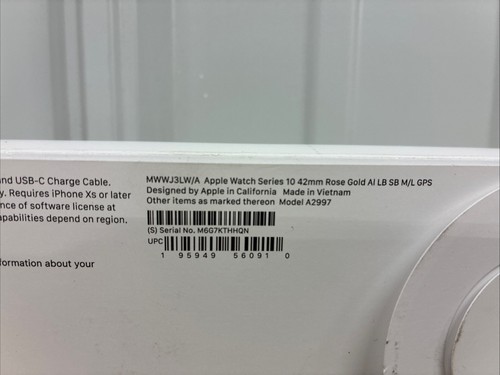 and USB-C Charge Cable.
y. Requires iPhone Xs or later
nce of software license at
apabilities depend on region.
formation about your
MWWJ3LW/A Apple Watch Series 10 42mm Rose Gold Al LB SB M/L GPS
Designed by Apple in California Made in Vietnam
Other items as marked thereon Model A2997
(S) Serial No. M6G7KTHHQN
UPC
1 95949 56091 0